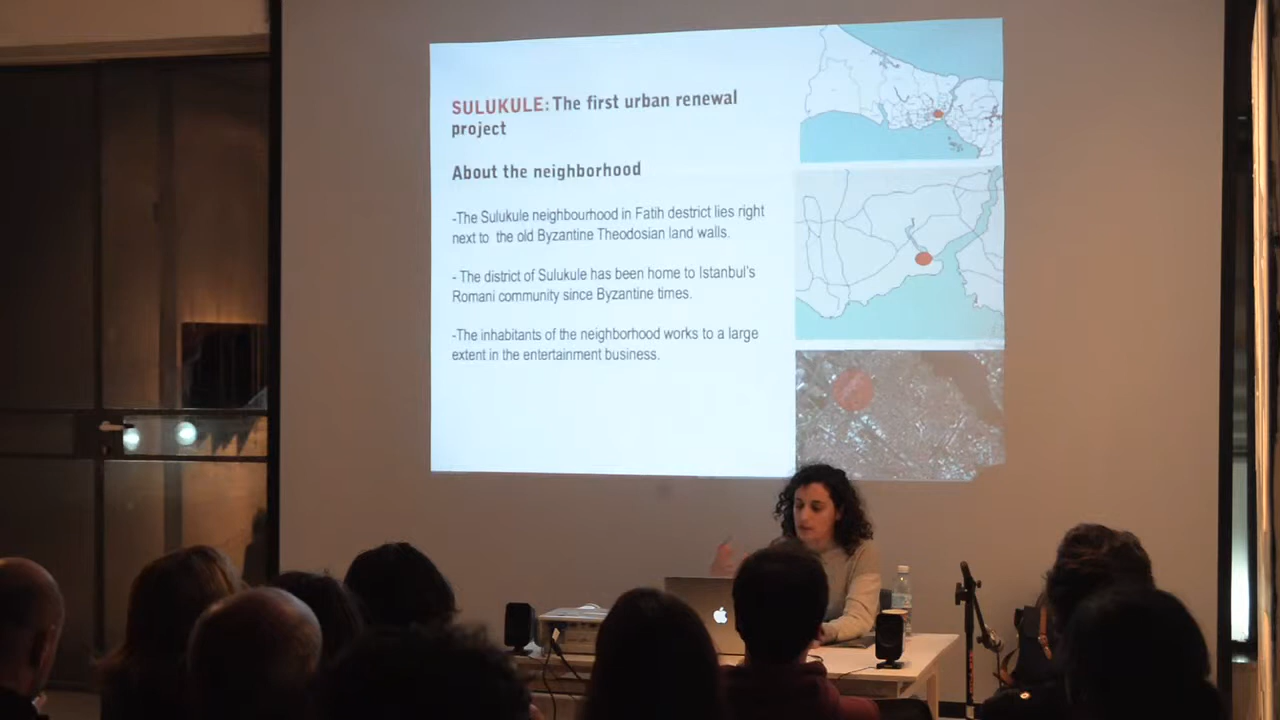 SULUKULE: The first urban renewal
project
About the neighborhood
-The Sulukule neighbourhood in Fatih destrict lies right
next to the old Byzantine Theodosian land walls.
- The district of Sulukule has been home to Istanbul's
Romani community since Byzantine times.
-The inhabitants of the neighborhood works to a large
extent in the entertainment business.